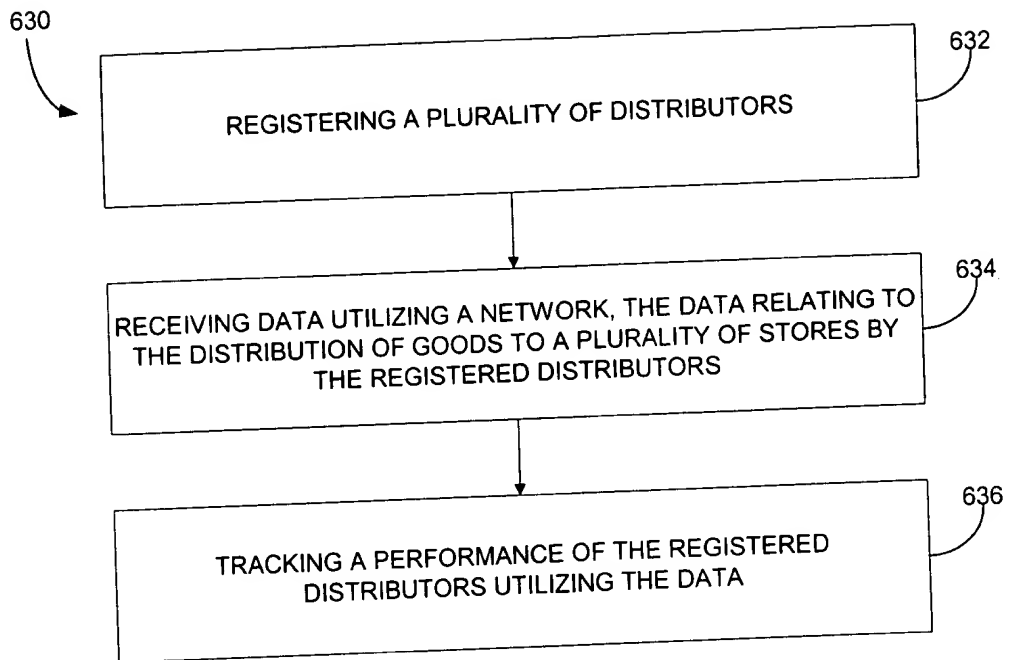 630
632
REGISTERING A PLURALITY OF DISTRIBUTORS
634
RECEIVING DATA UTILIZING A NETWORK, THE DATA RELATING TO
THE DISTRIBUTION OF GOODS TO A PLURALITY OF STORES BY
THE REGISTERED DISTRIBUTORS
636
TRACKING A PERFORMANCE OF THE REGISTERED
DISTRIBUTORS UTILIZING THE DATA